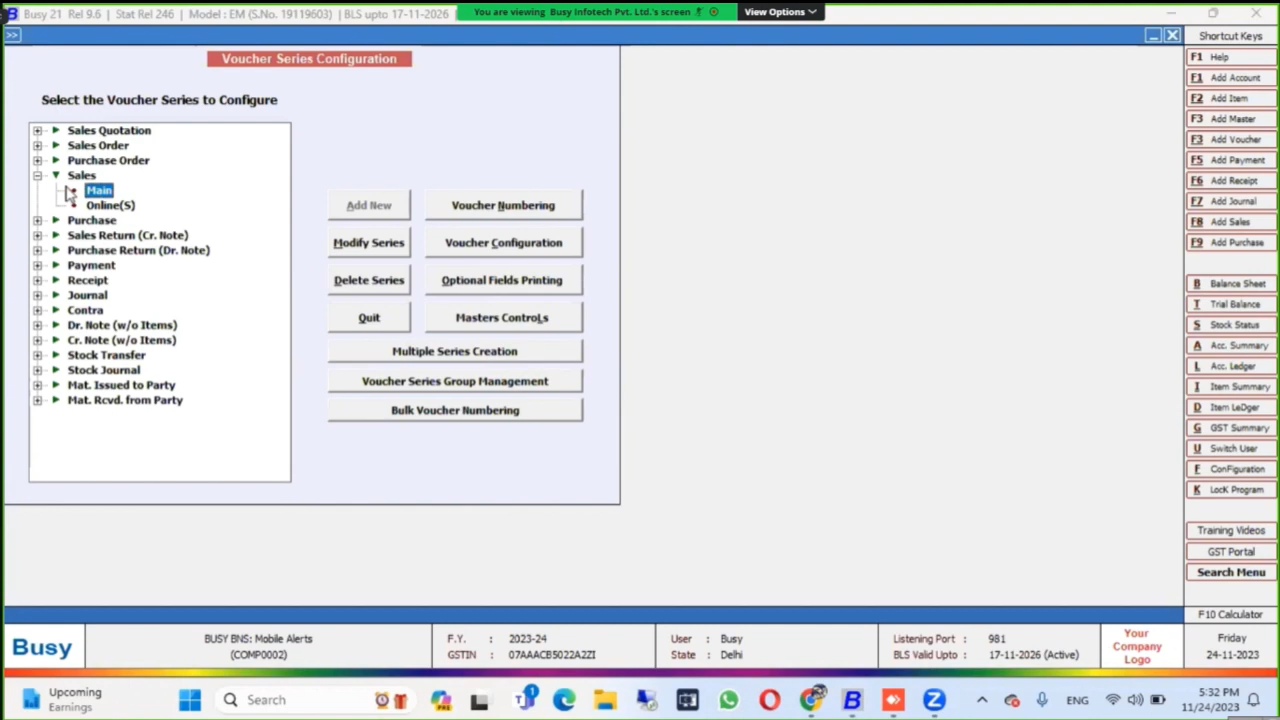 Busy 21 Rel 9.6 | Stat Rel 246 | Model : EM (S.No. 19119603) | BLS upto 17-11-2026
You are viewing Busy Infotech Pvt. Ltd.'s screen
View Options
>>
Shortcut Keys
Voucher Series Configuration
Select the Voucher Series to Configure
Sales Quotation
Sales Order
Purchase Order
Sales
Main
Online(S)
Purchase
Sales Return (Cr. Note)
Purchase Return (Dr. Note)
Payment
Receipt
Journal
Contra
Dr. Note (w/o Items)
Cr. Note (w/o Items)
Stock Transfer
Stock Journal
Mat. Issued to Party
Mat. Rcvd. from Party
Add New
Voucher Numbering
Modify Series
Voucher Configuration
Delete Series
Optional Fields Printing
Quit
Masters Controls
Multiple Series Creation
Voucher Series Group Management
Bulk Voucher Numbering
F1 Help
F1 Add Account
F2 Add Item
F3 Add Master
F3 Add Voucher
F5 Add Payment
F6 Add Receipt
F7 Add Journal
F8 Add Sales
F9 Add Purchase
B Balance Sheet
T Trial Balance
S Stock Status
A Acc. Summary
L Acc. Ledger
I Item Summary
D Item LeDger
G GST Summary
U Switch User
F ConFiguration
K LocK Program
Training Videos
GST Portal
Search Menu
F10 Calculator
Busy
BUSY BNS: Mobile Alerts
(COMP0002)
F.Y. : 2023-24
GSTIN : 07AAACB5022A2ZI
User : Busy
State : Delhi
Listening Port : 981
BLS Valid Upto : 17-11-2026 (Active)
Your
Company
Logo
Friday
24-11-2023
Upcoming
Earnings
Search
ENG
5:32 PM
11/24/2023